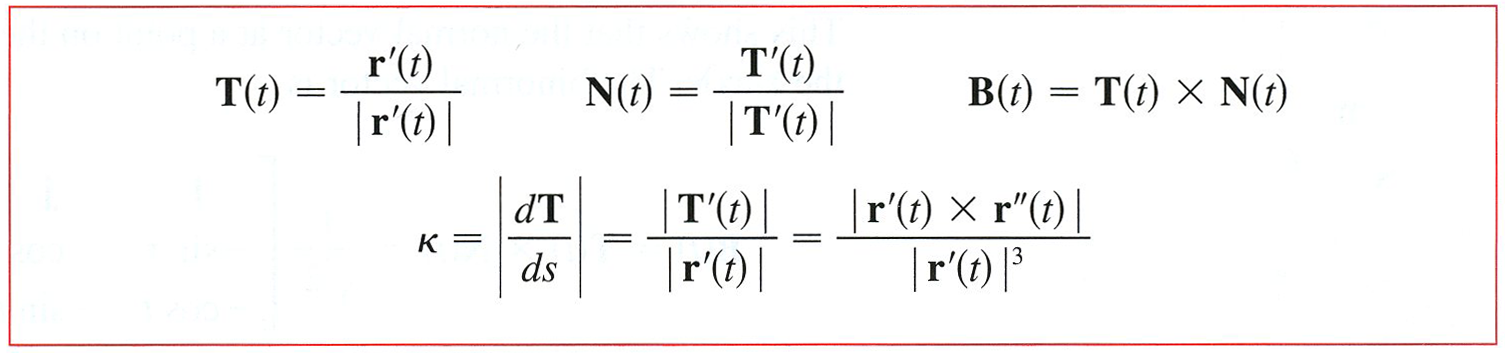 T(t) = r′(t) / |r′(t)|    N(t) = T′(t) / |T′(t)|    B(t) = T(t) × N(t)
κ = |dT / ds| = |T′(t)| / |r′(t)| = |r′(t) × r″(t)| / |r′(t)|³